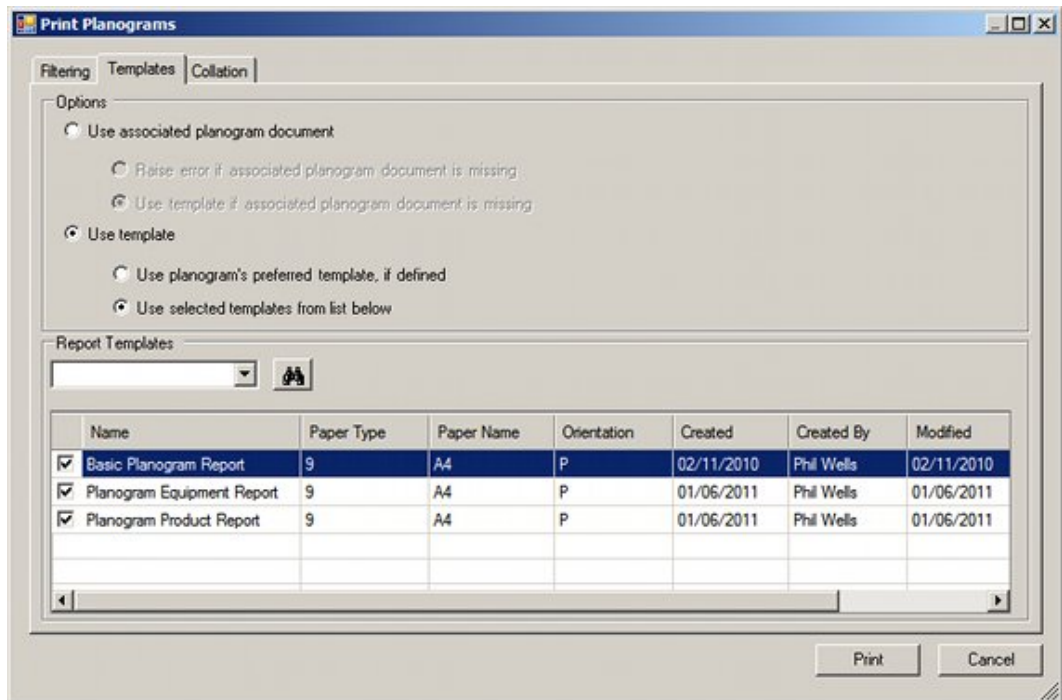 Print Planograms
Filtering Templates Collation
Options
Use associated planogram document
Raise error if associated planogram document is missing
Use template if associated planogram document is missing
Use template
Use planogram's preferred template, if defined
Use selected templates from list below
Report Templates
Name Paper Type Paper Name Orientation Created Created By Modified
Basic Planogram Report 9 A4 P 02/11/2010 Phil Wells 02/11/2010
Planogram Equipment Report 9 A4 P 01/06/2011 Phil Wells 01/06/2011
Planogram Product Report 9 A4 P 01/06/2011 Phil Wells 01/06/2011
Print Cancel